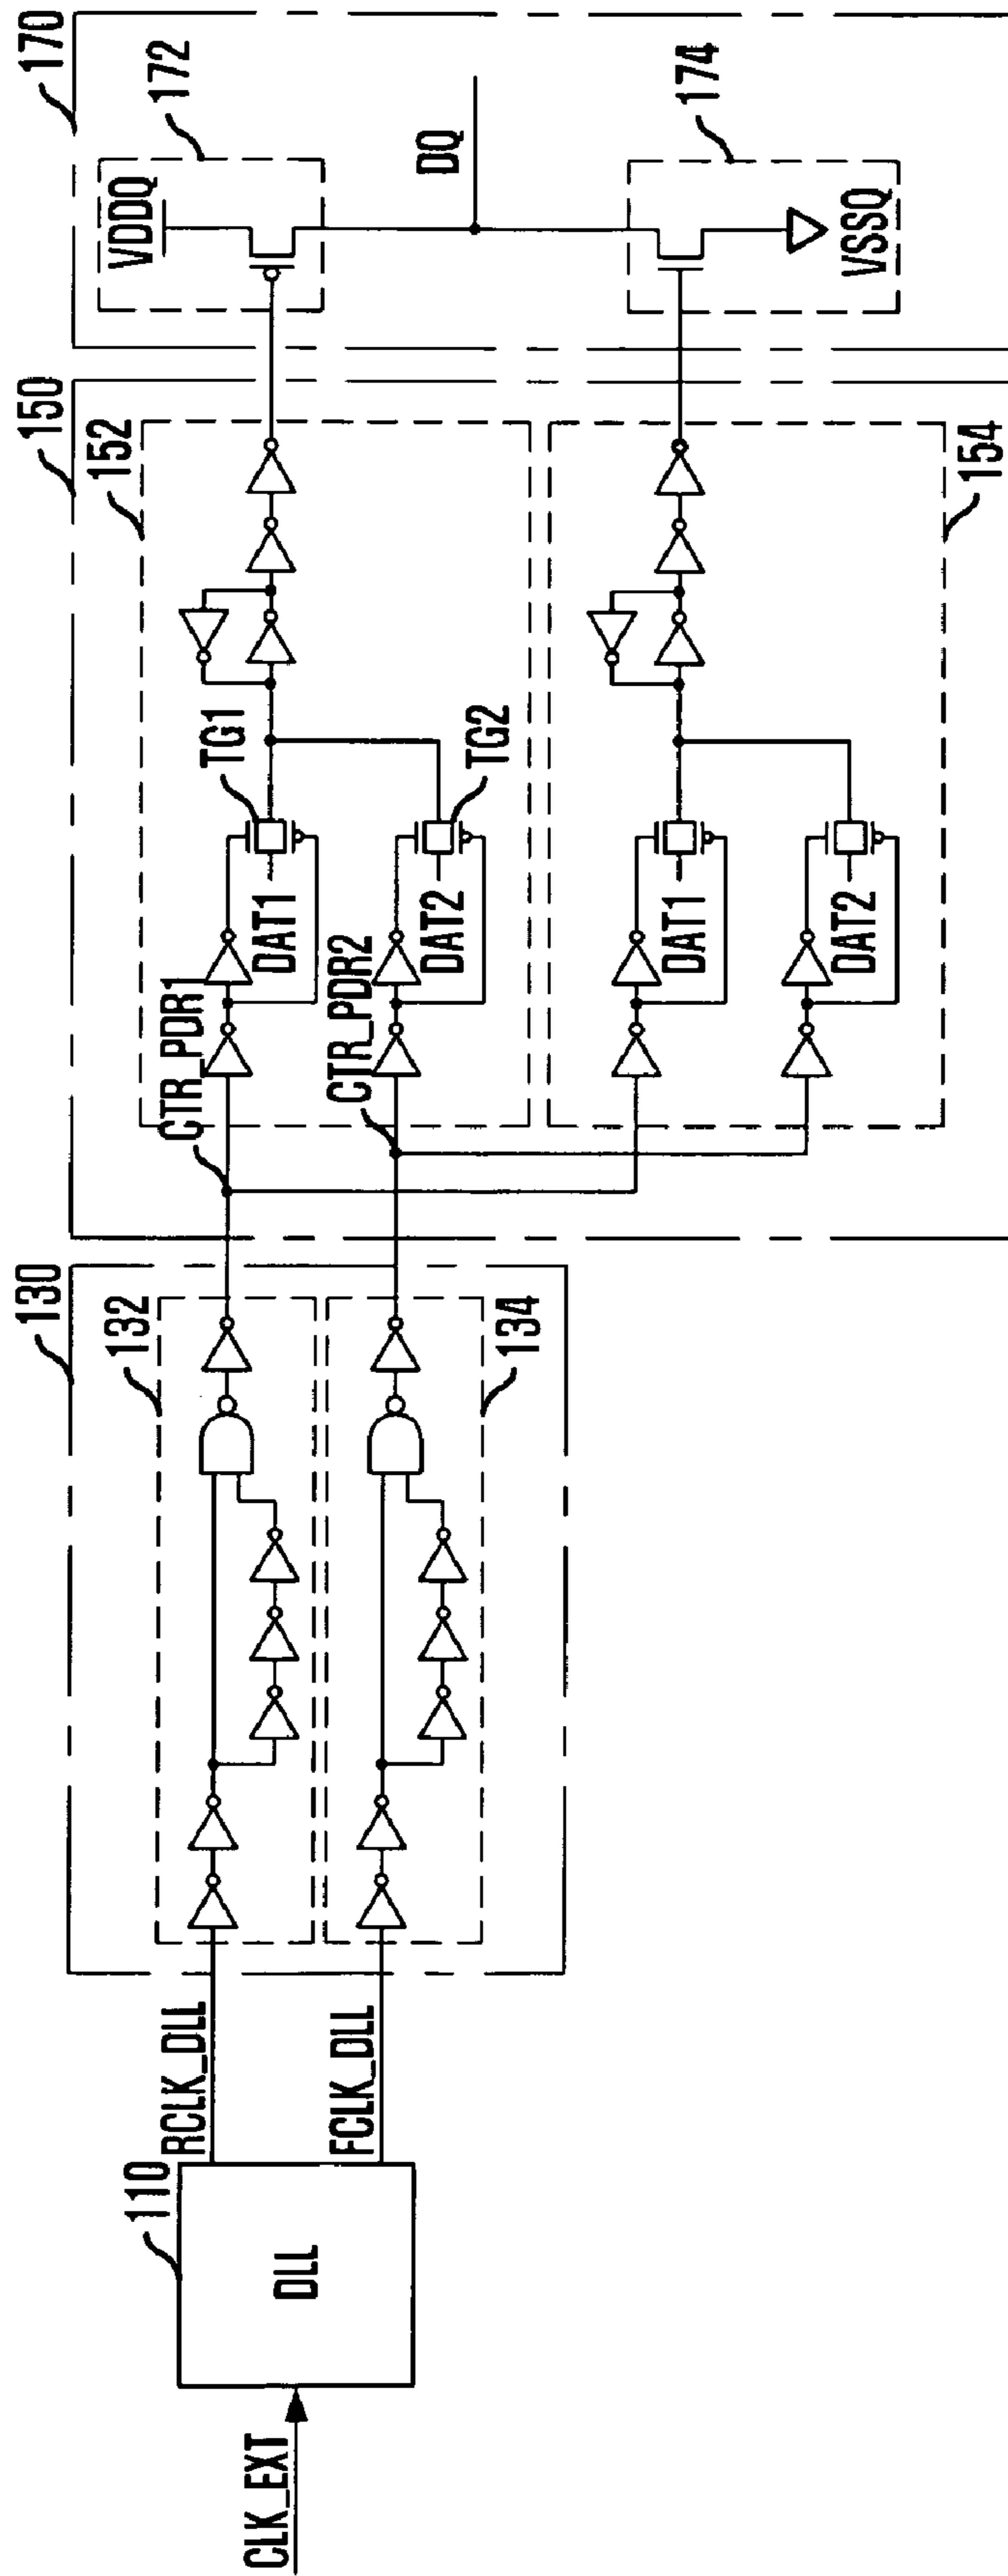 CLK_EXT
110
DLL
RCLK_DLL
FCLK_DLL
130
132
134
150
152
CTR_PDR1
DAT1
TG1
CTR_PDR2
DAT2
TG2
154
DAT1
DAT2
170
172
VDDQ
DQ
174
VSSQ